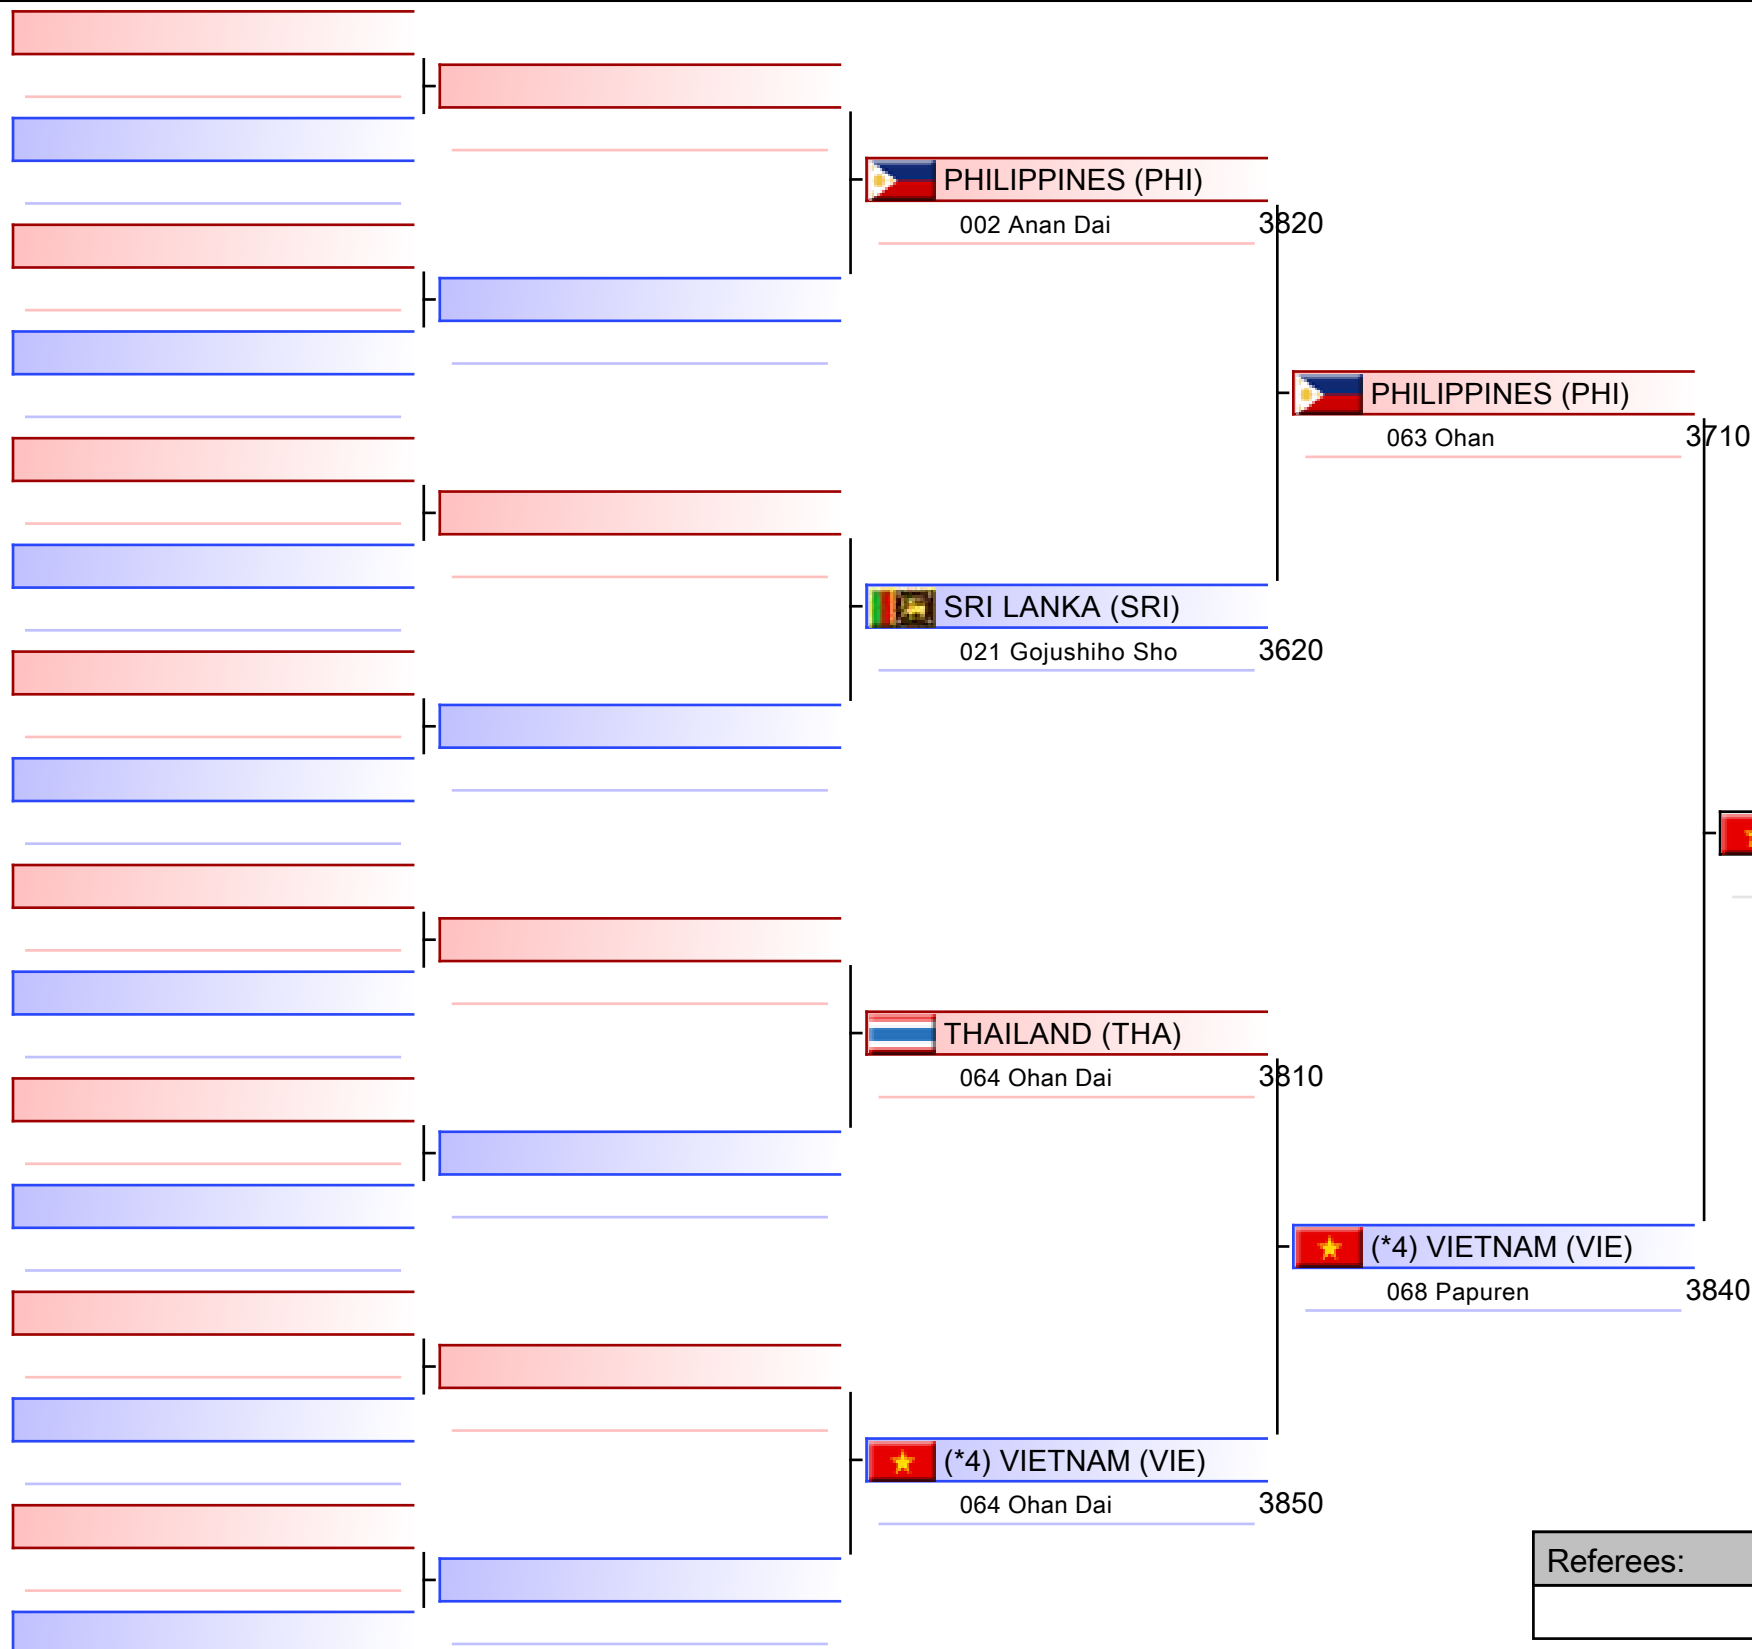 PHILIPPINES (PHI)
002 Anan Dai 3820
PHILIPPINES (PHI)
063 Ohan 3710
SRI LANKA (SRI)
021 Gojushiho Sho 3620
THAILAND (THA)
064 Ohan Dai 3810
(*4) VIETNAM (VIE)
068 Papuren 3840
(*4) VIETNAM (VIE)
064 Ohan Dai 3850
Referees: